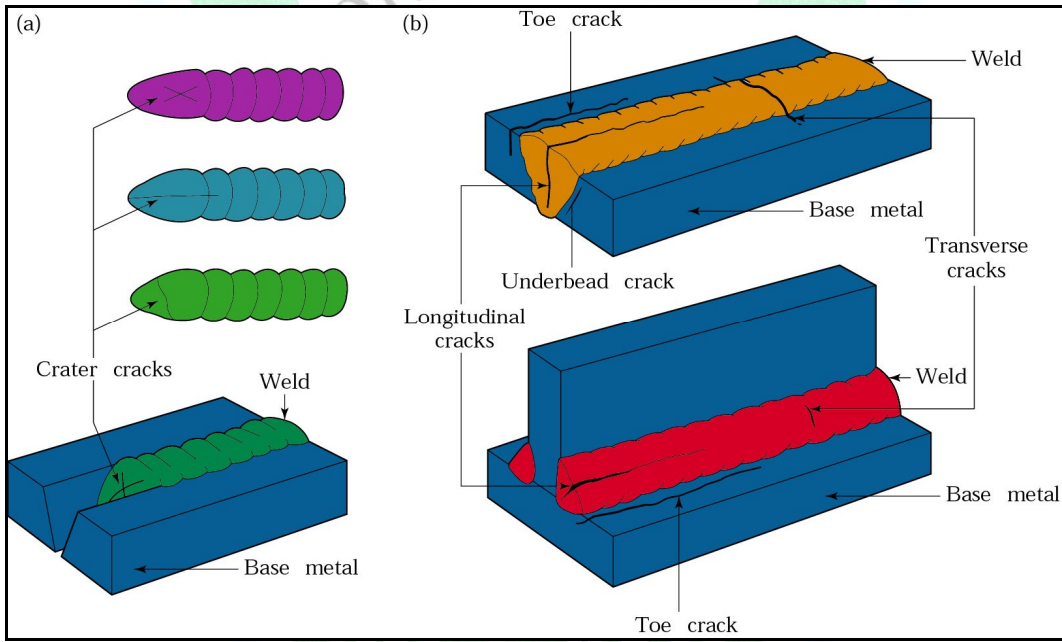 (a)
Crater cracks
Weld
Base metal
(b)
Toe crack
Weld
Base metal
Underbead crack
Longitudinal
cracks
Transverse
cracks
Weld
Base metal
Toe crack